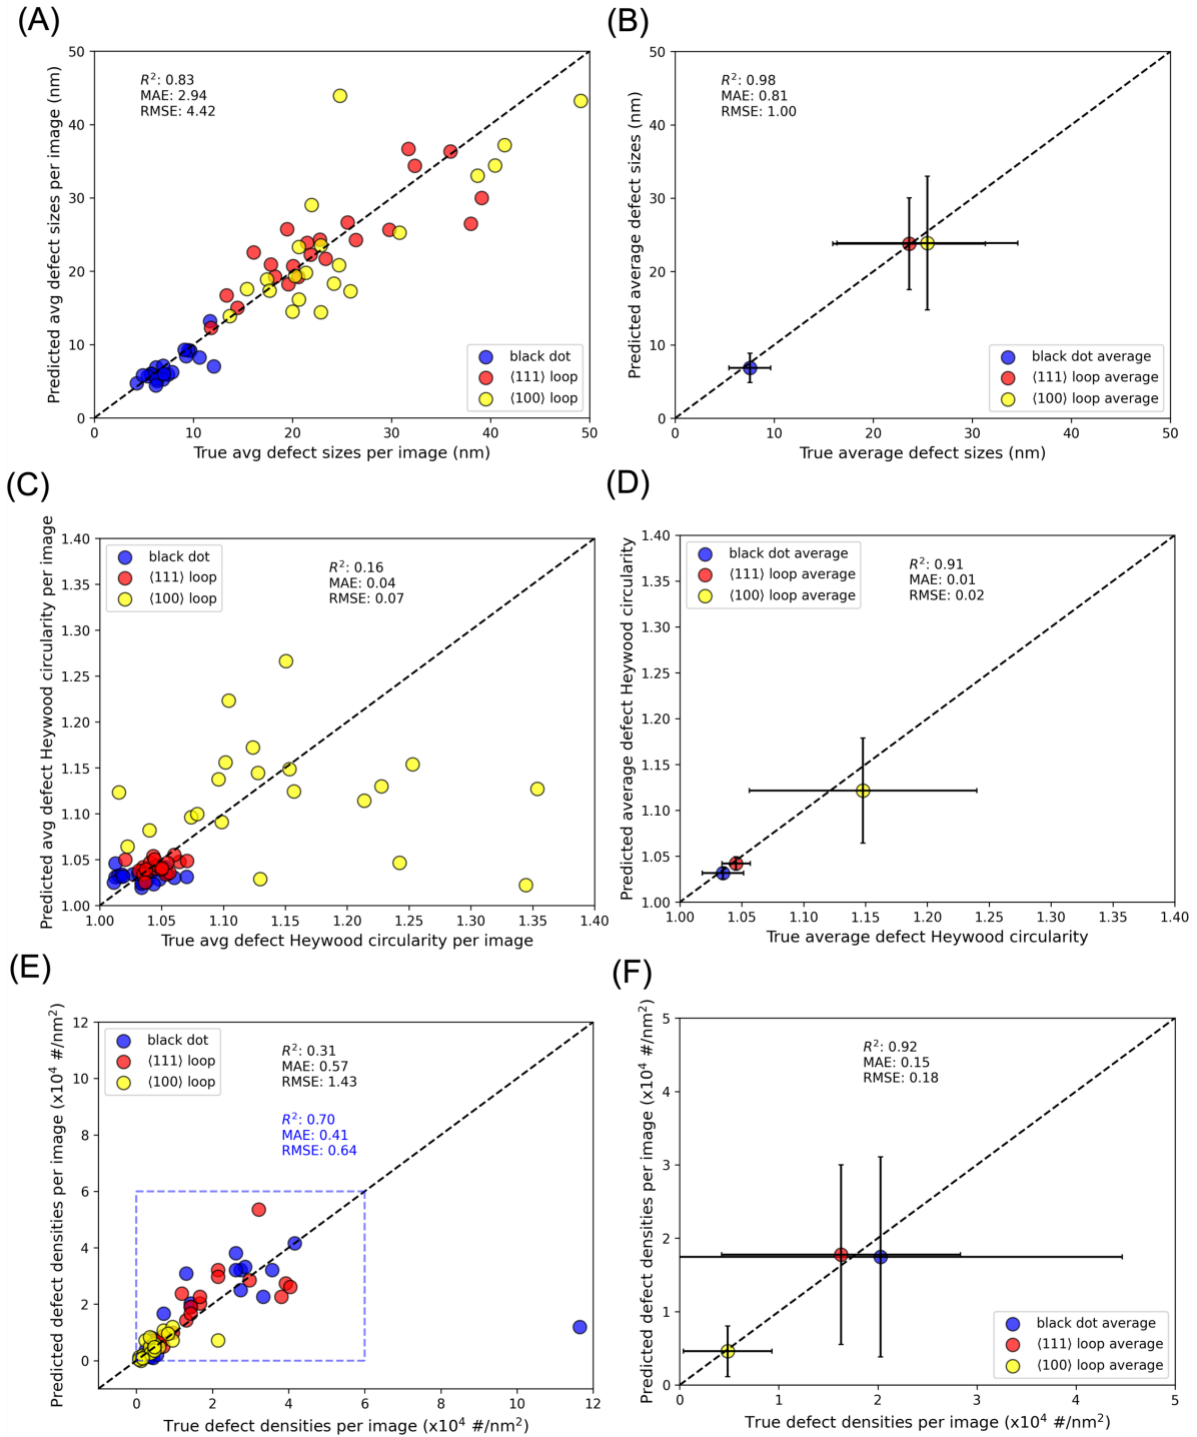 (A)
R²: 0.83
MAE: 2.94
RMSE: 4.42
50
40
30
20
10
0
0 10 20 30 40 50
Predicted avg defect sizes per image (nm)
True avg defect sizes per image (nm)
black dot
⟨111⟩ loop
⟨100⟩ loop
(B)
R²: 0.98
MAE: 0.81
RMSE: 1.00
50
40
30
20
10
0
0 10 20 30 40 50
Predicted average defect sizes (nm)
True average defect sizes (nm)
black dot average
⟨111⟩ loop average
⟨100⟩ loop average
(C)
black dot
⟨111⟩ loop
⟨100⟩ loop
R²: 0.16
MAE: 0.04
RMSE: 0.07
1.40
1.35
1.30
1.25
1.20
1.15
1.10
1.05
1.00
1.00 1.05 1.10 1.15 1.20 1.25 1.30 1.35 1.40
Predicted avg defect Heywood circularity per image
True avg defect Heywood circularity per image
(D)
black dot average
⟨111⟩ loop average
⟨100⟩ loop average
R²: 0.91
MAE: 0.01
RMSE: 0.02
1.40
1.35
1.30
1.25
1.20
1.15
1.10
1.05
1.00
1.00 1.05 1.10 1.15 1.20 1.25 1.30 1.35 1.40
Predicted average defect Heywood circularity
True average defect Heywood circularity
(E)
black dot
⟨111⟩ loop
⟨100⟩ loop
R²: 0.31
MAE: 0.57
RMSE: 1.43
R²: 0.70
MAE: 0.41
RMSE: 0.64
12
10
8
6
4
2
0
0 2 4 6 8 10 12
Predicted defect densities per image (x10⁴ #/nm²)
True defect densities per image (x10⁴ #/nm²)
(F)
R²: 0.92
MAE: 0.15
RMSE: 0.18
5
4
3
2
1
0
0 1 2 3 4 5
Predicted defect densities per image (x10⁴ #/nm²)
True defect densities per image (x10⁴ #/nm²)
black dot average
⟨111⟩ loop average
⟨100⟩ loop average